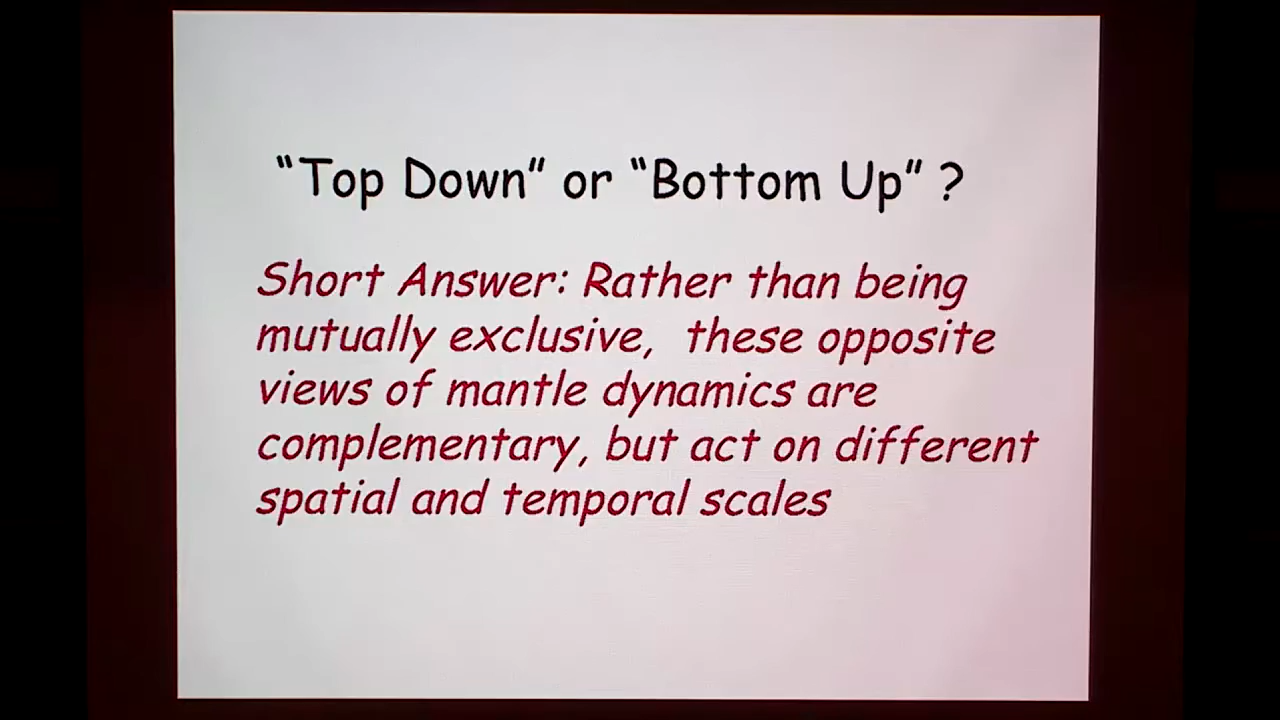 “Top Down” or “Bottom Up” ?
Short Answer: Rather than being
mutually exclusive, these opposite
views of mantle dynamics are
complementary, but act on different
spatial and temporal scales